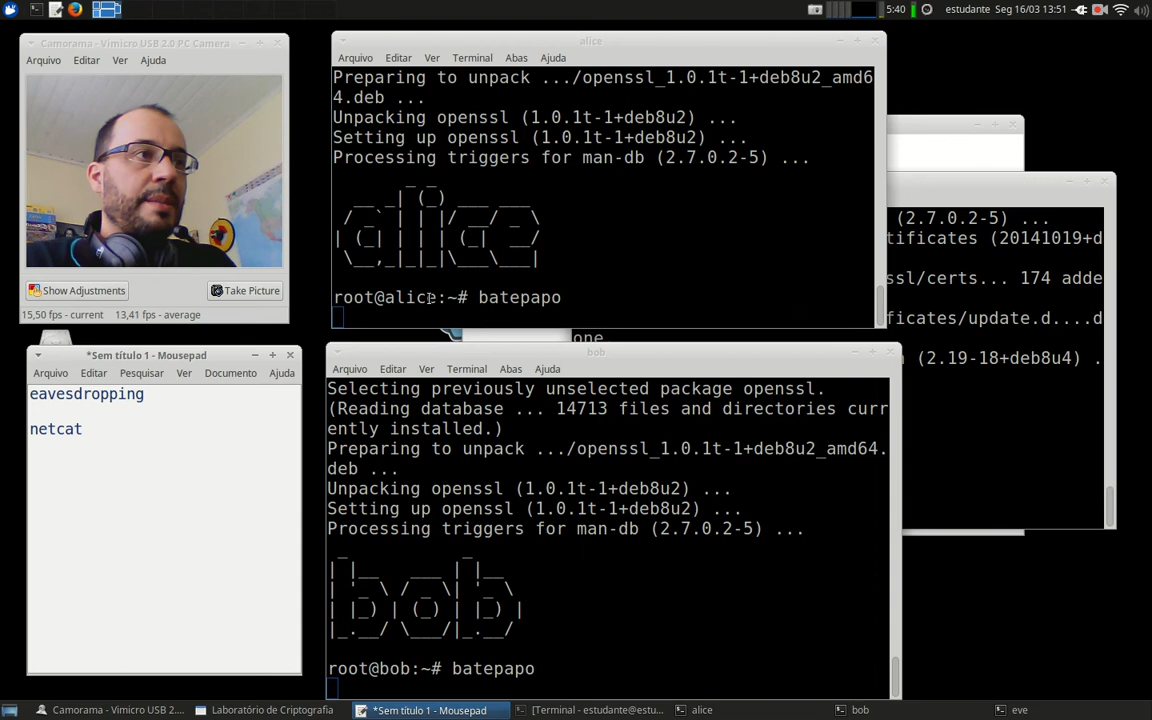 5:40 estudante Seg 16/03 13:51
Camorama - Vimicro USB 2.0 PC Camera
Arquivo Editar Ver Ajuda
Show Adjustments Take Picture
15,50 fps - current 13,41 fps - average
alice
Arquivo Editar Ver Terminal Abas Ajuda
Preparing to unpack .../openssl_1.0.1t-1+deb8u2_amd6
4.deb ...
Unpacking openssl (1.0.1t-1+deb8u2) ...
Setting up openssl (1.0.1t-1+deb8u2) ...
Processing triggers for man-db (2.7.0.2-5) ...
alice
root@alice:~# batepapo
one
(2.7.0.2-5) ...
tificates (20141019+d
ssl/certs... 174 adde
ificates/update.d....d
(2.19-18+deb8u4) .
*Sem título 1 - Mousepad
Arquivo Editar Pesquisar Ver Documento Ajuda
eavesdropping
netcat
bob
Arquivo Editar Ver Terminal Abas Ajuda
Selecting previously unselected package openssl.
(Reading database ... 14713 files and directories curr
ently installed.)
Preparing to unpack .../openssl_1.0.1t-1+deb8u2_amd64.
deb ...
Unpacking openssl (1.0.1t-1+deb8u2) ...
Setting up openssl (1.0.1t-1+deb8u2) ...
Processing triggers for man-db (2.7.0.2-5) ...
bob
root@bob:~# batepapo
Camorama - Vimicro USB 2.... Laboratório de Criptografia *Sem título 1 - Mousepad [Terminal - estudante@estu... alice bob eve